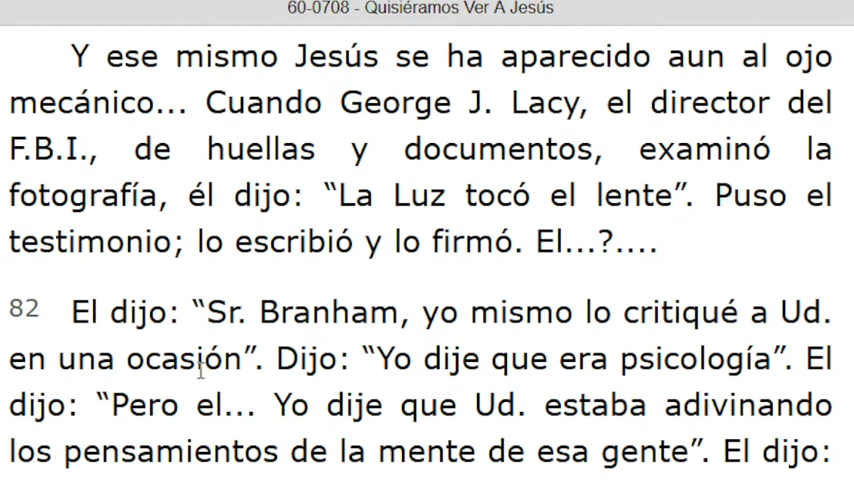 60-0708 - Quisiéramos Ver A Jesús
Y ese mismo Jesús se ha aparecido aun al ojo
mecánico... Cuando George J. Lacy, el director del
F.B.I., de huellas y documentos, examinó la
fotografía, él dijo: “La Luz tocó el lente”. Puso el
testimonio; lo escribió y lo firmó. El...?....
82 El dijo: “Sr. Branham, yo mismo lo critiqué a Ud.
en una ocasión”. Dijo: “Yo dije que era psicología”. El
dijo: “Pero el... Yo dije que Ud. estaba adivinando
los pensamientos de la mente de esa gente”. El dijo: